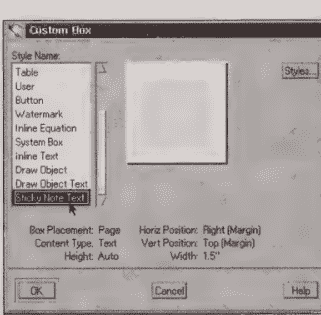 Custom Box
Style Name:
Table
User
Button
Watermark
Inline Equation
System Box
Inline Text
Draw Object
Draw Object Text
Sticky Note Text
Styles...
Box Placement: Page
Content Type: Text
Height: Auto
Horiz Position: Right (Margin)
Vert Position: Top (Margin)
Width: 1.5"
OK
Cancel
Help